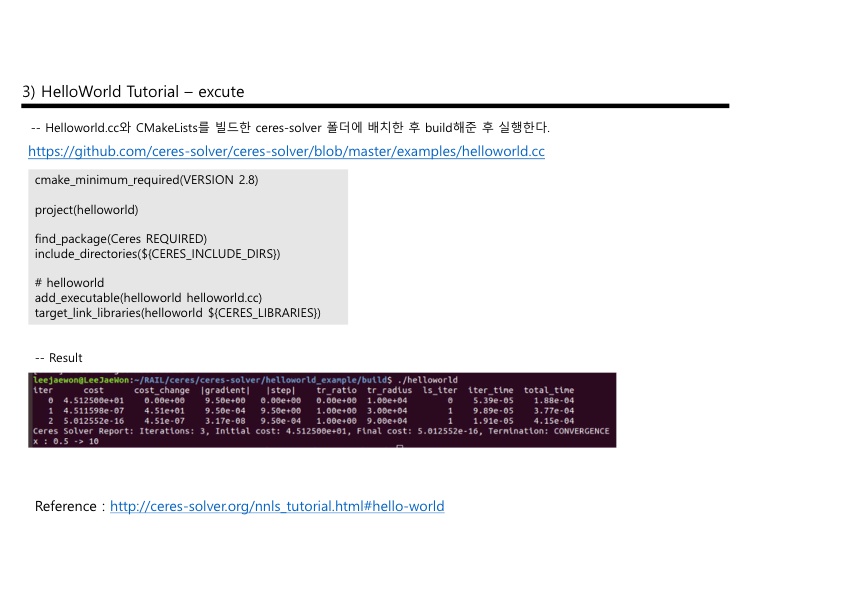 3) HelloWorld Tutorial – excute
-- Helloworld.cc와 CMakeLists를 빌드한 ceres-solver 폴더에 배치한 후 build해준 후 실행한다.
https://github.com/ceres-solver/ceres-solver/blob/master/examples/helloworld.cc
cmake_minimum_required(VERSION 2.8)
project(helloworld)
find_package(Ceres REQUIRED)
include_directories(${CERES_INCLUDE_DIRS})
# helloworld
add_executable(helloworld helloworld.cc)
target_link_libraries(helloworld ${CERES_LIBRARIES})
-- Result
leejaewon@LeeJaeWon:~/RAIL/ceres/ceres-solver/helloworld_example/build$ ./helloworld
iter cost cost_change |gradient| |step| tr_ratio tr_radius ls_iter iter_time total_time
0 4.512500e+01 0.00e+00 9.50e+00 0.00e+00 0.00e+00 1.00e+04 0 5.39e-05 1.88e-04
1 4.511598e-07 4.51e+01 9.50e-04 9.50e+00 1.00e+00 3.00e+04 1 9.89e-05 3.77e-04
2 5.012552e-16 4.51e-07 3.17e-08 9.50e-04 1.00e+00 9.00e+04 1 1.91e-05 4.15e-04
Ceres Solver Report: Iterations: 3, Initial cost: 4.512500e+01, Final cost: 5.012552e-16, Termination: CONVERGENCE
x : 0.5 -> 10
Reference : http://ceres-solver.org/nnls_tutorial.html#hello-world